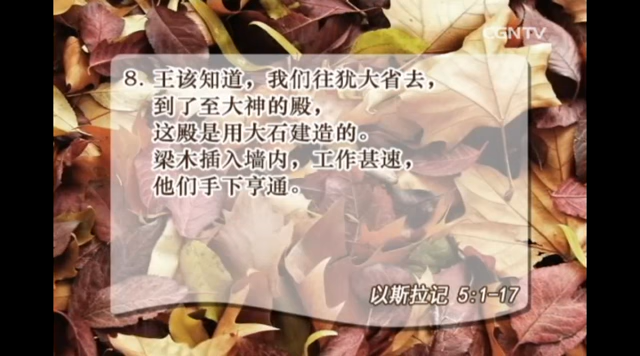 CGNTV
8. 王该知道，我们往犹大省去，
到了至大神的殿，
这殿是用大石建造的。
梁木插入墙内，工作甚速，
他们手下亨通。
以斯拉记 5:1-17